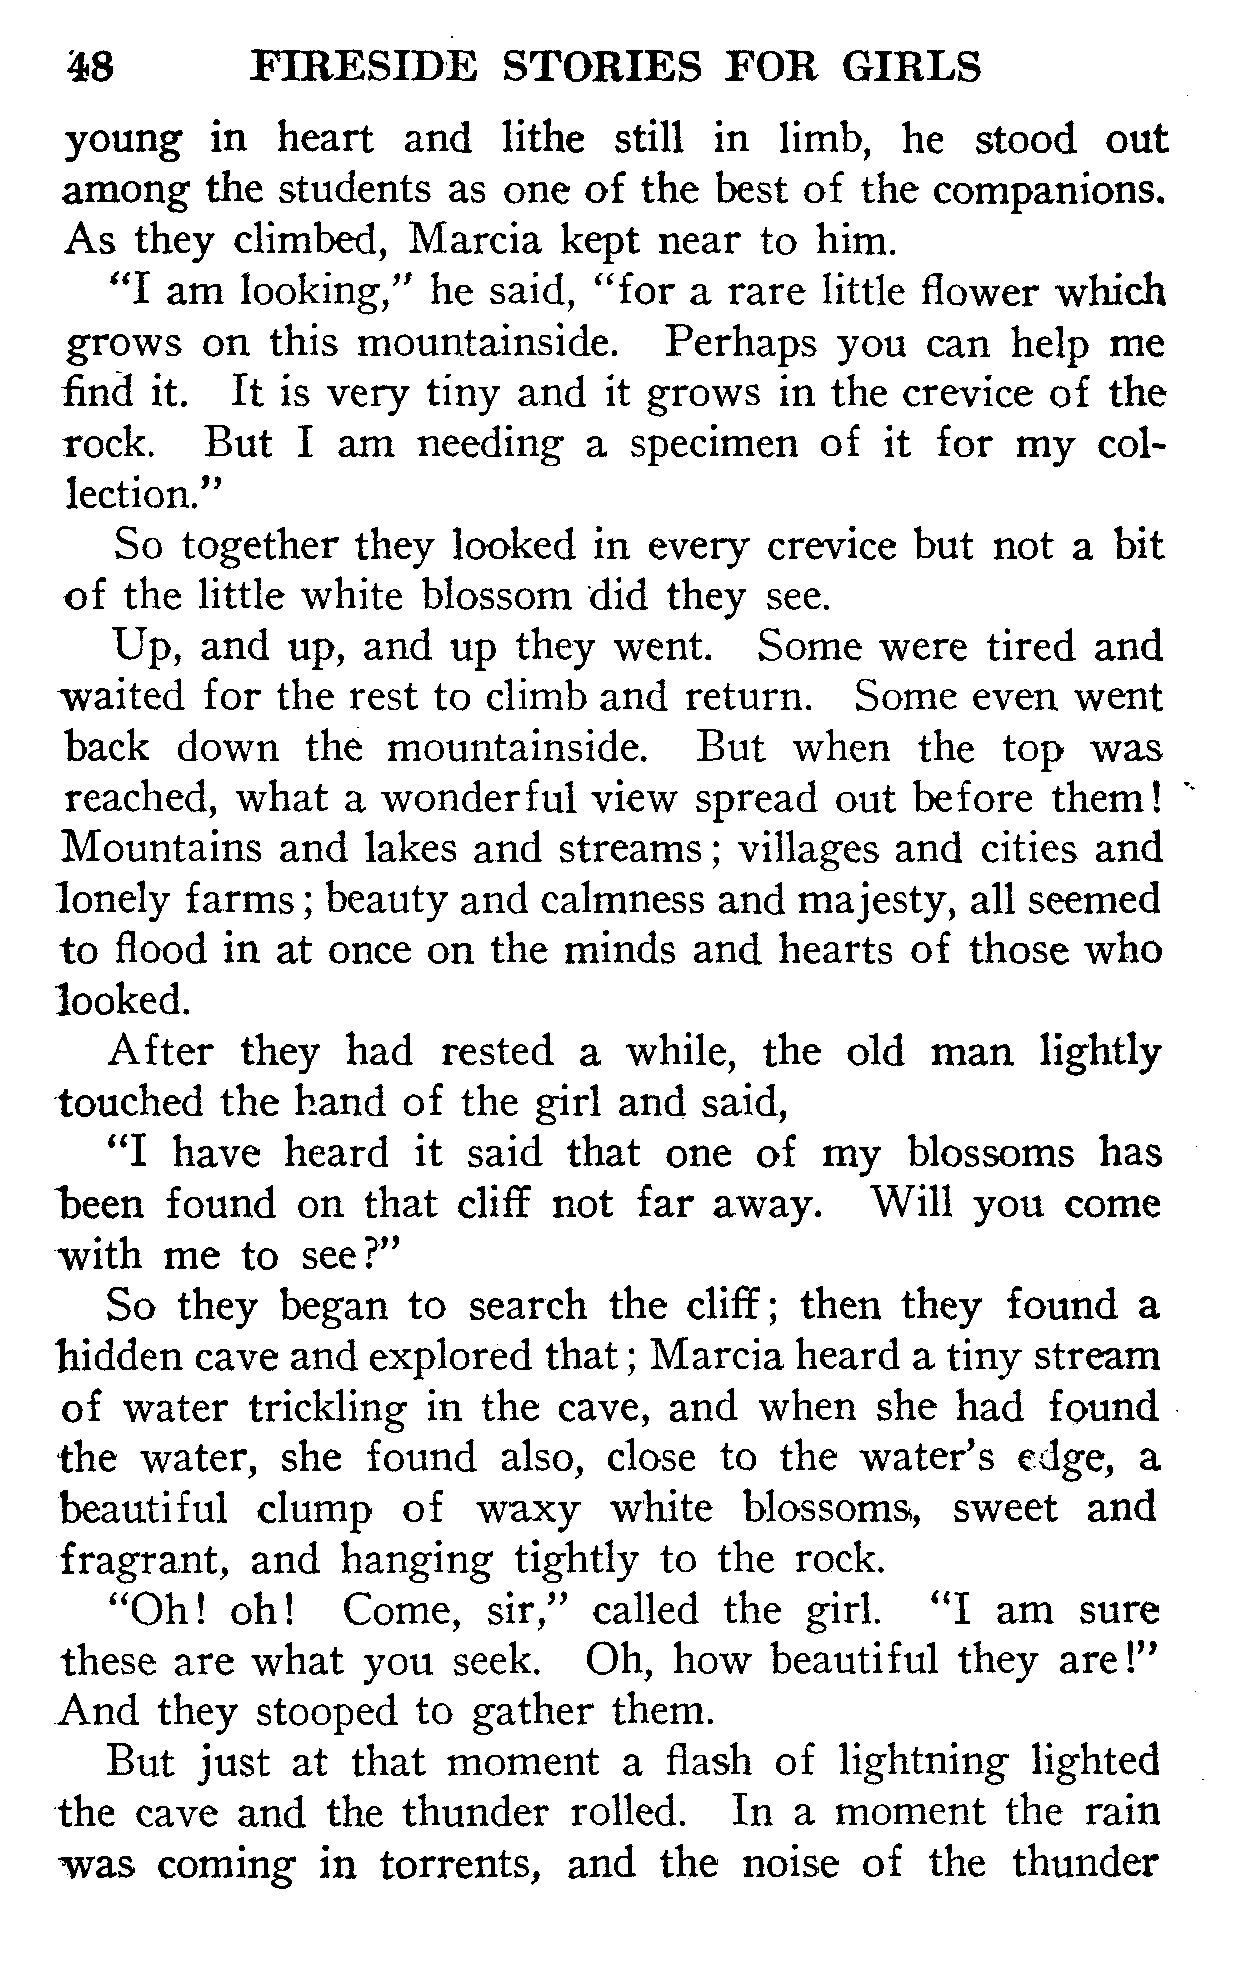 48 FIRESIDE STORIES FOR GIRLS
young in heart and lithe still in limb, he stood out
among the students as one of the best of the companions.
As they climbed, Marcia kept near to him.
“I am looking,” he said, “for a rare little flower which
grows on this mountainside. Perhaps you can help me
find it. It is very tiny and it grows in the crevice of the
rock. But I am needing a specimen of it for my col-
lection.”
So together they looked in every crevice but not a bit
of the little white blossom did they see.
Up, and up, and up they went. Some were tired and
waited for the rest to climb and return. Some even went
back down the mountainside. But when the top was
reached, what a wonderful view spread out before them!
Mountains and lakes and streams; villages and cities and
lonely farms; beauty and calmness and majesty, all seemed
to flood in at once on the minds and hearts of those who
looked.
After they had rested a while, the old man lightly
touched the hand of the girl and said,
“I have heard it said that one of my blossoms has
been found on that cliff not far away. Will you come
with me to see?”
So they began to search the cliff; then they found a
hidden cave and explored that; Marcia heard a tiny stream
of water trickling in the cave, and when she had found
the water, she found also, close to the water’s edge, a
beautiful clump of waxy white blossoms, sweet and
fragrant, and hanging tightly to the rock.
“Oh! oh! Come, sir,” called the girl. “I am sure
these are what you seek. Oh, how beautiful they are!”
And they stooped to gather them.
But just at that moment a flash of lightning lighted
the cave and the thunder rolled. In a moment the rain
was coming in torrents, and the noise of the thunder